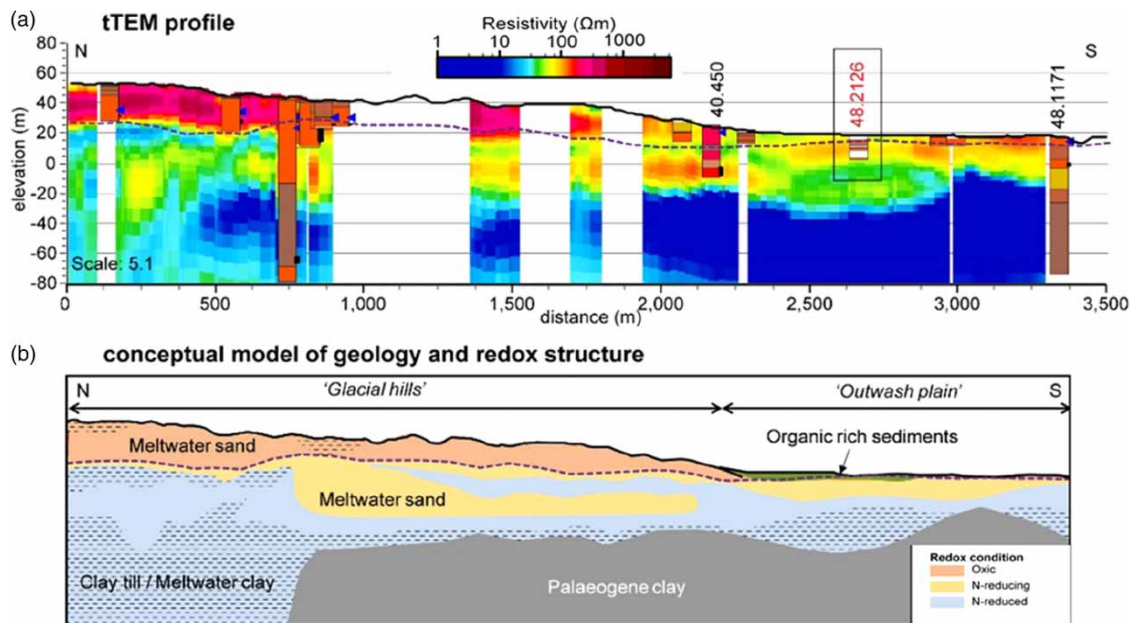 (a) tTEM profile
Resistivity (Ωm)
1 10 100 1000
N
S
80
60
40
20
0
-20
-40
-60
-80
elevation (m)
40.450
48.2126
48.1171
Scale: 5.1
0 500 1,000 1,500 2,000 2,500 3,000 3,500
distance (m)
(b) conceptual model of geology and redox structure
N
'Glacial hills'
'Outwash plain'
S
Meltwater sand
Organic rich sediments
Meltwater sand
Clay till / Meltwater clay
Palaeogene clay
Redox condition
Oxic
N-reducing
N-reduced